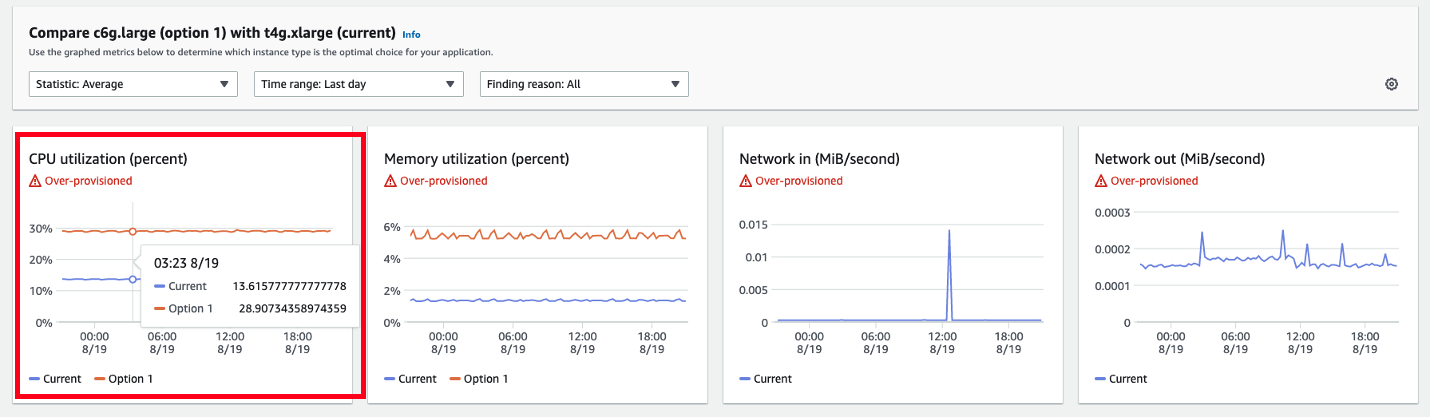 Compare c6g.large (option 1) with t4g.xlarge (current) Info
Use the graphed metrics below to determine which instance type is the optimal choice for your application.
Statistic: Average
Time range: Last day
Finding reason: All
CPU utilization (percent)
Over-provisioned
30%
20%
10%
0%
03:23 8/19
Current 13.615777777777778
Option 1 28.90734358974359
00:00 06:00 12:00 18:00
8/19 8/19 8/19 8/19
Current Option 1
Memory utilization (percent)
Over-provisioned
6%
4%
2%
0%
00:00 06:00 12:00 18:00
8/19 8/19 8/19 8/19
Current Option 1
Network in (MiB/second)
Over-provisioned
0.015
0.01
0.005
0
00:00 06:00 12:00 18:00
8/19 8/19 8/19 8/19
Current
Network out (MiB/second)
Over-provisioned
0.0003
0.0002
0.0001
0
00:00 06:00 12:00 18:00
8/19 8/19 8/19 8/19
Current